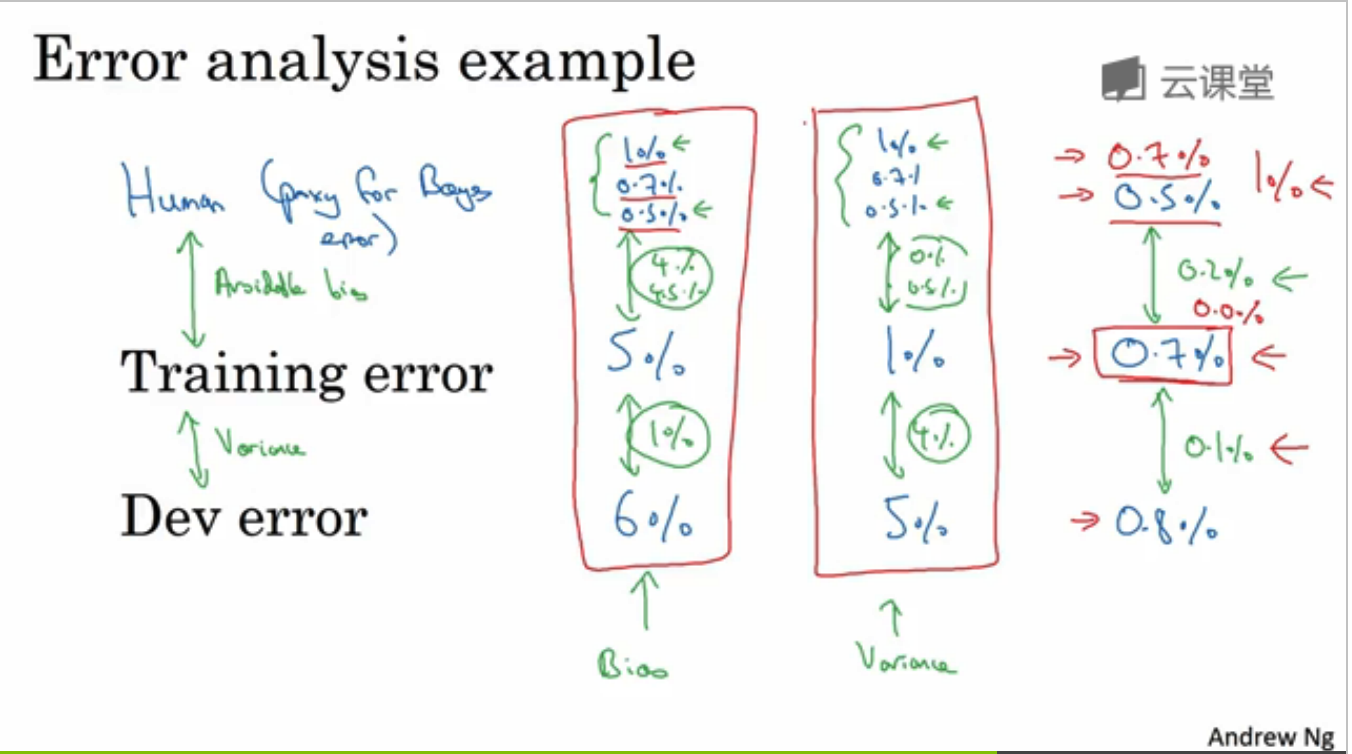 Error analysis example
云课堂
Human (proxy for Bayes
error)
Avoidable bias
Training error
Variance
Dev error
1%
0.7%
0.5%
4%
4.5%
5%
1%
6%
Bias
1%
0.7%
0.5%
0%
0.5%
1%
4%
5%
Variance
0.7%
1%
0.5%
0.2%
0.0%
0.7%
0.1%
0.8%
Andrew Ng